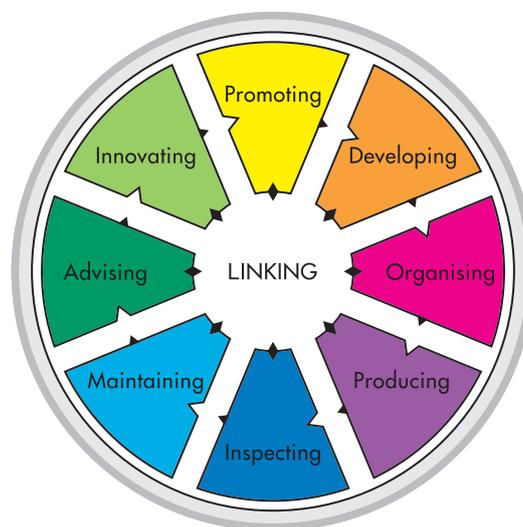 Promoting
Innovating
Developing
Advising
LINKING
Organising
Maintaining
Producing
Inspecting